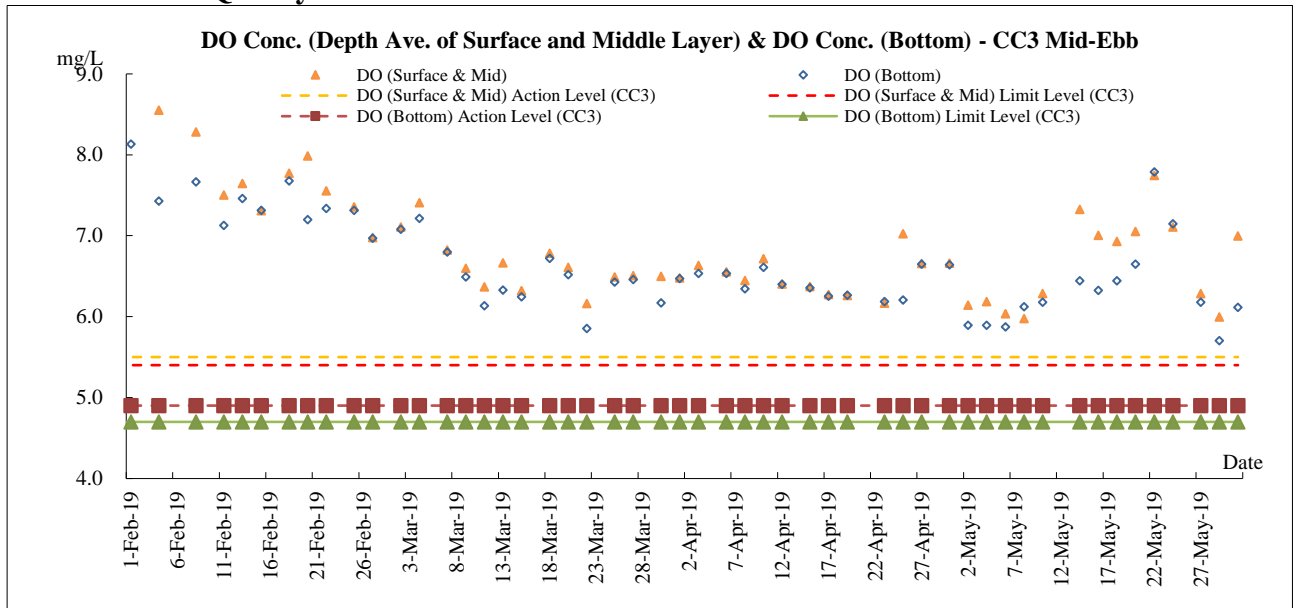 DO Conc. (Depth Ave. of Surface and Middle Layer) & DO Conc. (Bottom) - CC3 Mid-Ebb
mg/L
DO (Surface & Mid)
DO (Bottom)
DO (Surface & Mid) Action Level (CC3)
DO (Surface & Mid) Limit Level (CC3)
DO (Bottom) Action Level (CC3)
DO (Bottom) Limit Level (CC3)
9.0
8.0
7.0
6.0
5.0
4.0
Date
1-Feb-19
6-Feb-19
11-Feb-19
16-Feb-19
21-Feb-19
26-Feb-19
3-Mar-19
8-Mar-19
13-Mar-19
18-Mar-19
23-Mar-19
28-Mar-19
2-Apr-19
7-Apr-19
12-Apr-19
17-Apr-19
22-Apr-19
27-Apr-19
2-May-19
7-May-19
12-May-19
17-May-19
22-May-19
27-May-19